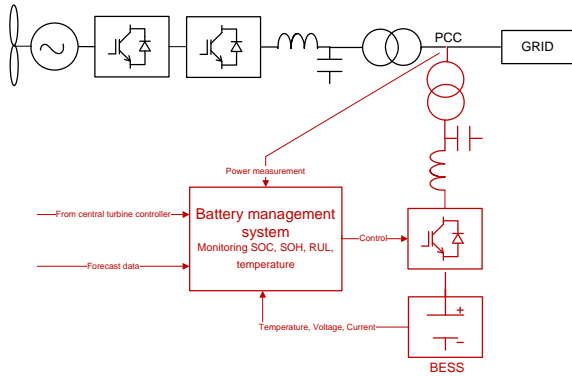 PCC
GRID
Power measurement
From central turbine controller
Battery management
system
Monitoring SOC, SOH, RUL,
temperature
Control
Forecast data
Temperature, Voltage, Current
+
−
BESS